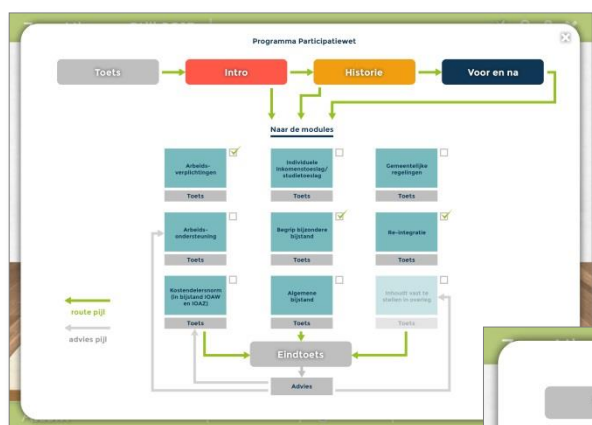 Programma Participatiewet
Toets
Intro
Historie
Voor en na
Naar de modules
Arbeids-
verplichtingen
Toets
Individuele
inkomenstoeslag/
studietoeslag
Toets
Gemeentelijke
regelingen
Toets
Arbeids-
ondersteuning
Toets
Begrip bijzondere
bijstand
Toets
Re-integratie
Toets
Kostendelersnorm
(in bijstand IOAW
en IOAZ)
Toets
Algemene
bijstand
Toets
Inhoudt vast te
stellen in overleg
Toets
route pijl
advies pijl
Eindtoets
Advies